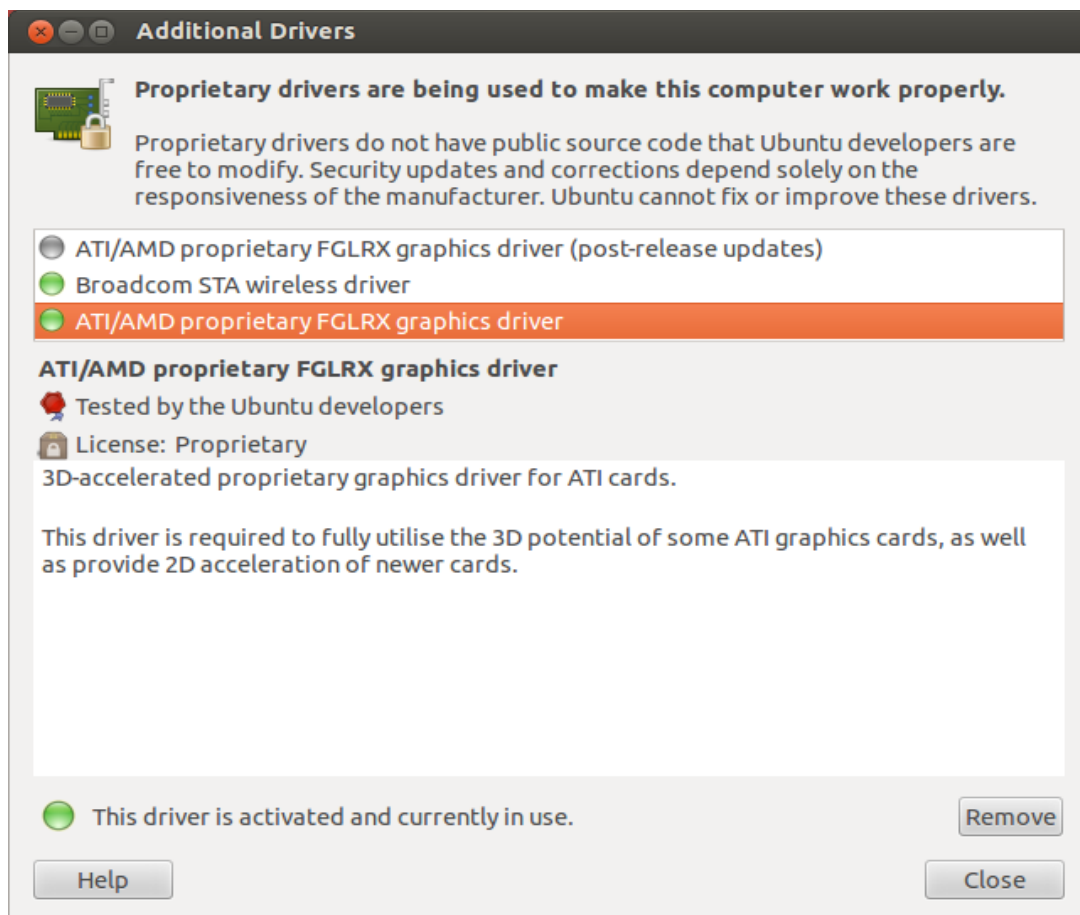 Additional Drivers
Proprietary drivers are being used to make this computer work properly.
Proprietary drivers do not have public source code that Ubuntu developers are
free to modify. Security updates and corrections depend solely on the
responsiveness of the manufacturer. Ubuntu cannot fix or improve these drivers.
ATI/AMD proprietary FGLRX graphics driver (post-release updates)
Broadcom STA wireless driver
ATI/AMD proprietary FGLRX graphics driver
ATI/AMD proprietary FGLRX graphics driver
Tested by the Ubuntu developers
License: Proprietary
3D-accelerated proprietary graphics driver for ATI cards.
This driver is required to fully utilise the 3D potential of some ATI graphics cards, as well
as provide 2D acceleration of newer cards.
This driver is activated and currently in use.
Remove
Help
Close